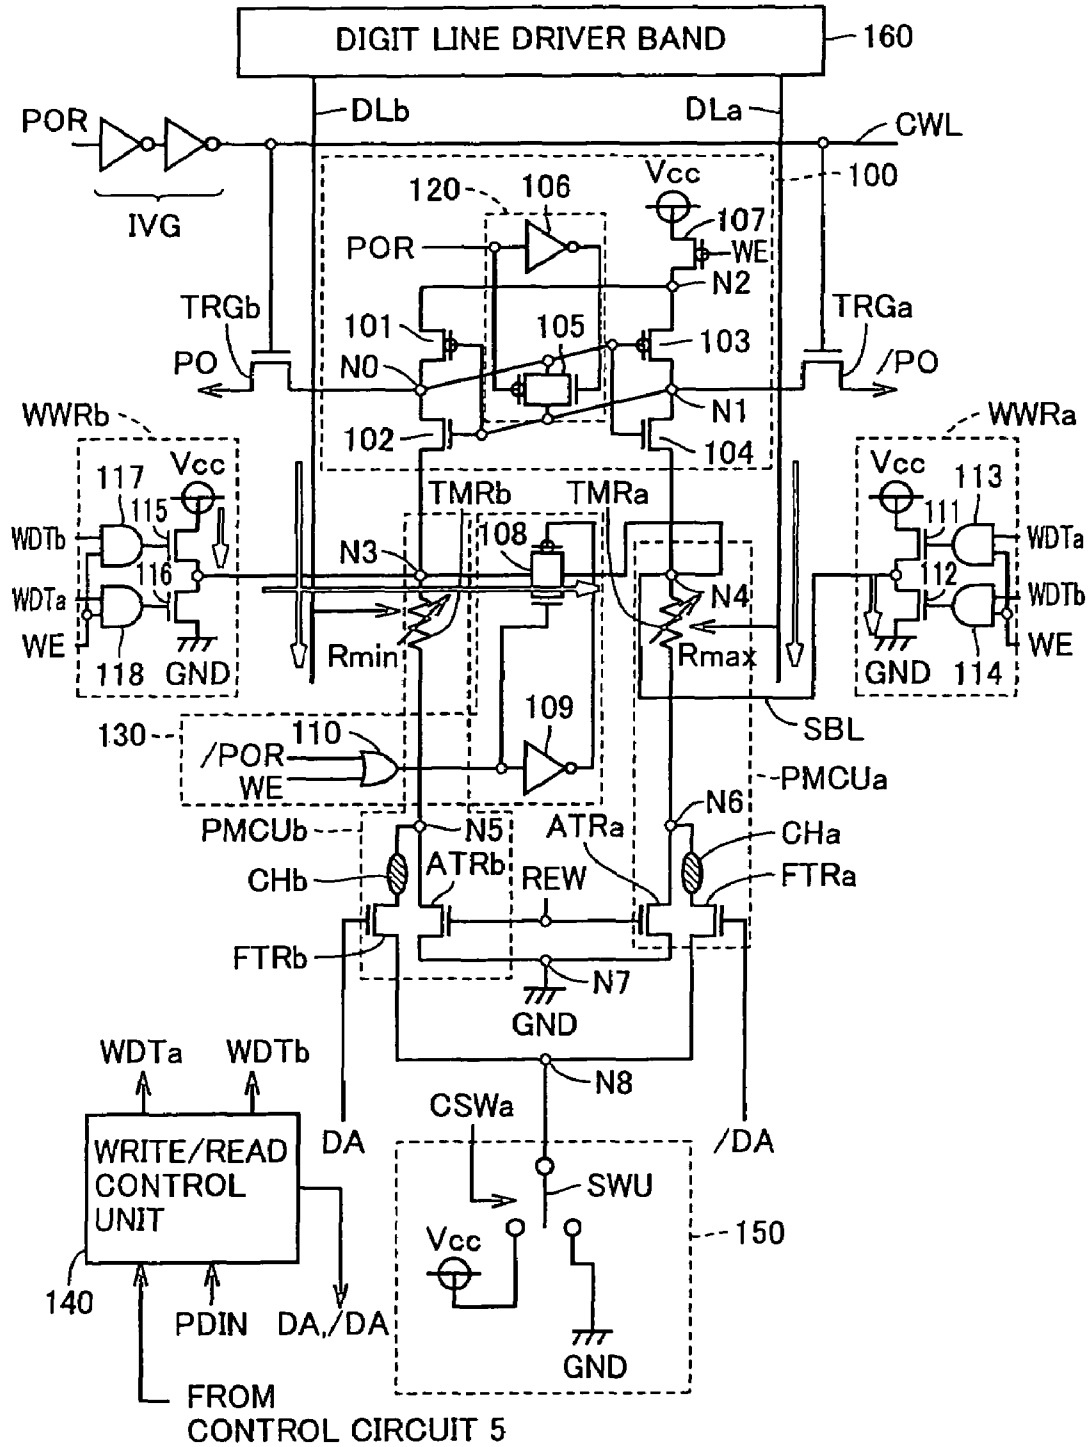 DIGIT LINE DRIVER BAND
160
DLb
DLa
POR
CWL
IVG
Vcc
100
120
106
107
POR
WE
N2
TRGb
101
105
103
TRGa
PO
N0
N1
/PO
WWRb
102
104
WWRa
117
Vcc
TMRb
TMRa
Vcc
113
115
108
111
WDTb
N3
WDTa
116
112
WDTa
N4
WDTb
WE
118
GND
Rmin
Rmax
GND
114
WE
SBL
130
110
109
/POR
WE
PMCUa
PMCUb
N5
ATRa
N6
CHa
CHb
ATRb
REW
FTRa
FTRb
N7
GND
WDTa
WDTb
N8
CSWa
DA
/DA
WRITE/READ
CONTROL
UNIT
SWU
Vcc
150
140
PDIN
DA,/DA
GND
FROM
CONTROL CIRCUIT 5